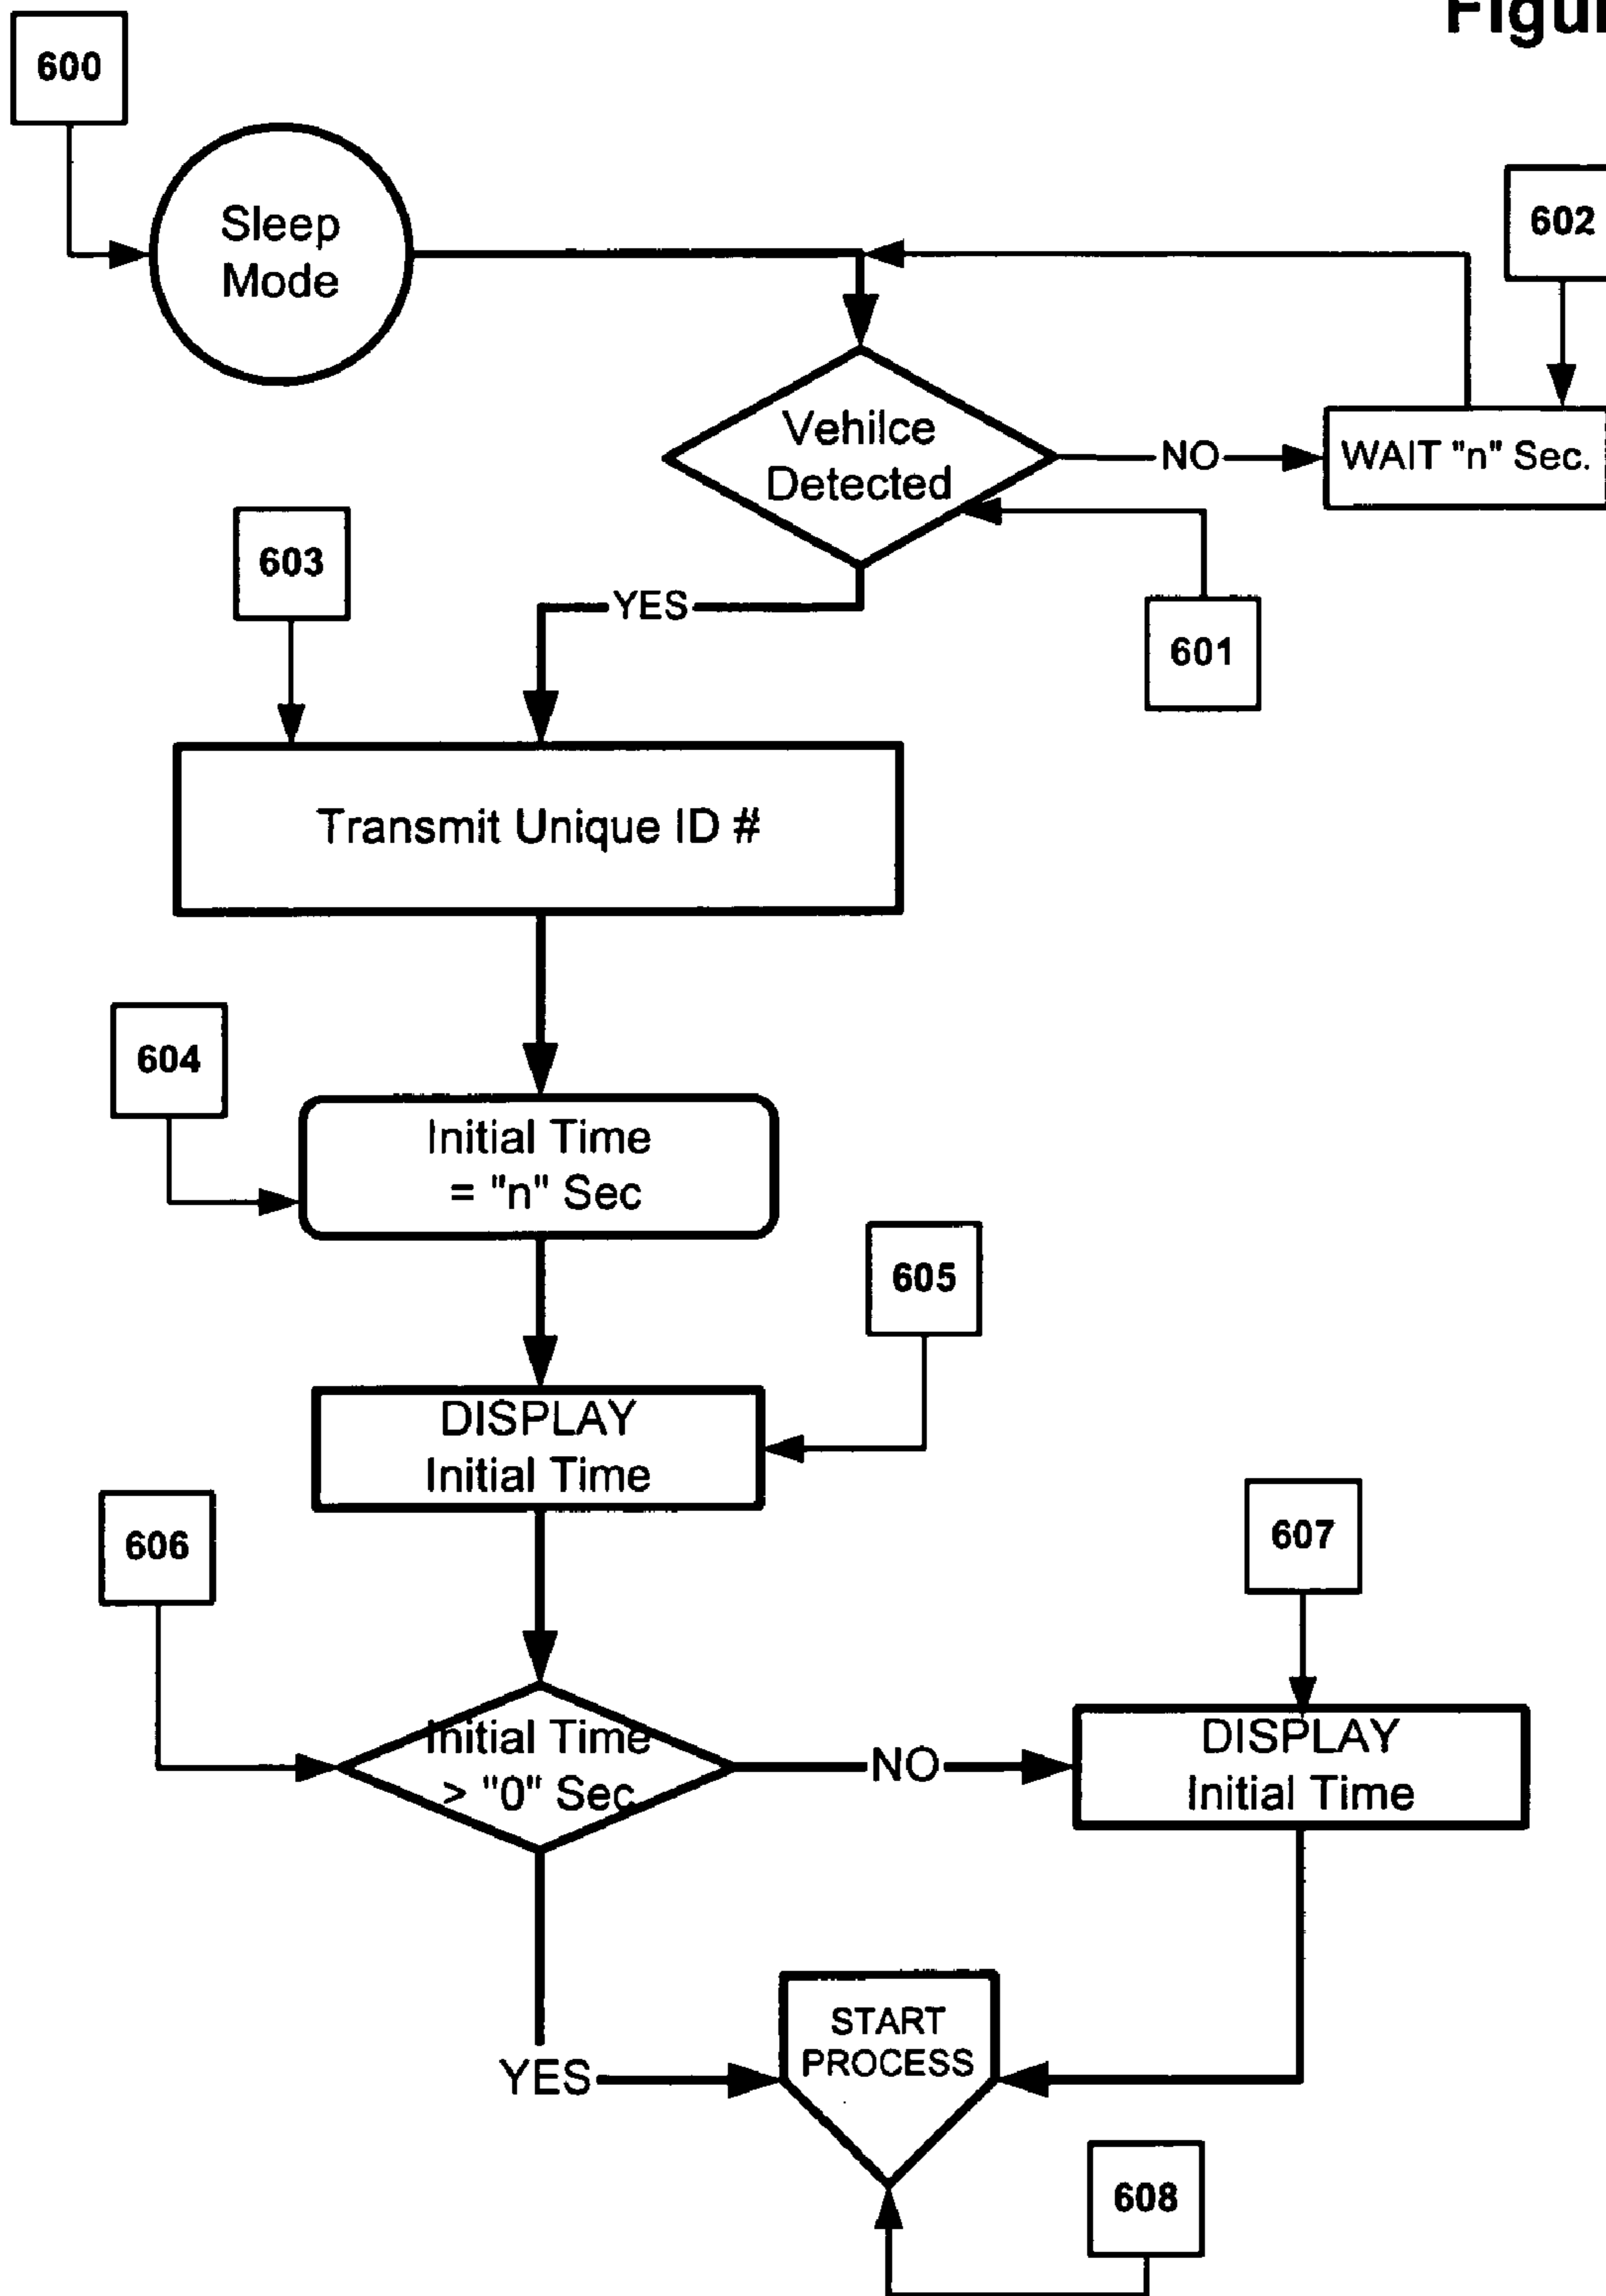 600
Sleep
Mode
602
Vehilce
Detected
NO
WAIT "n" Sec.
603
YES
601
Transmit Unique ID #
604
Initial Time
= "n" Sec
605
DISPLAY
Initial Time
606
607
Initial Time
> "0" Sec
NO
DISPLAY
Initial Time
START
PROCESS
YES
608